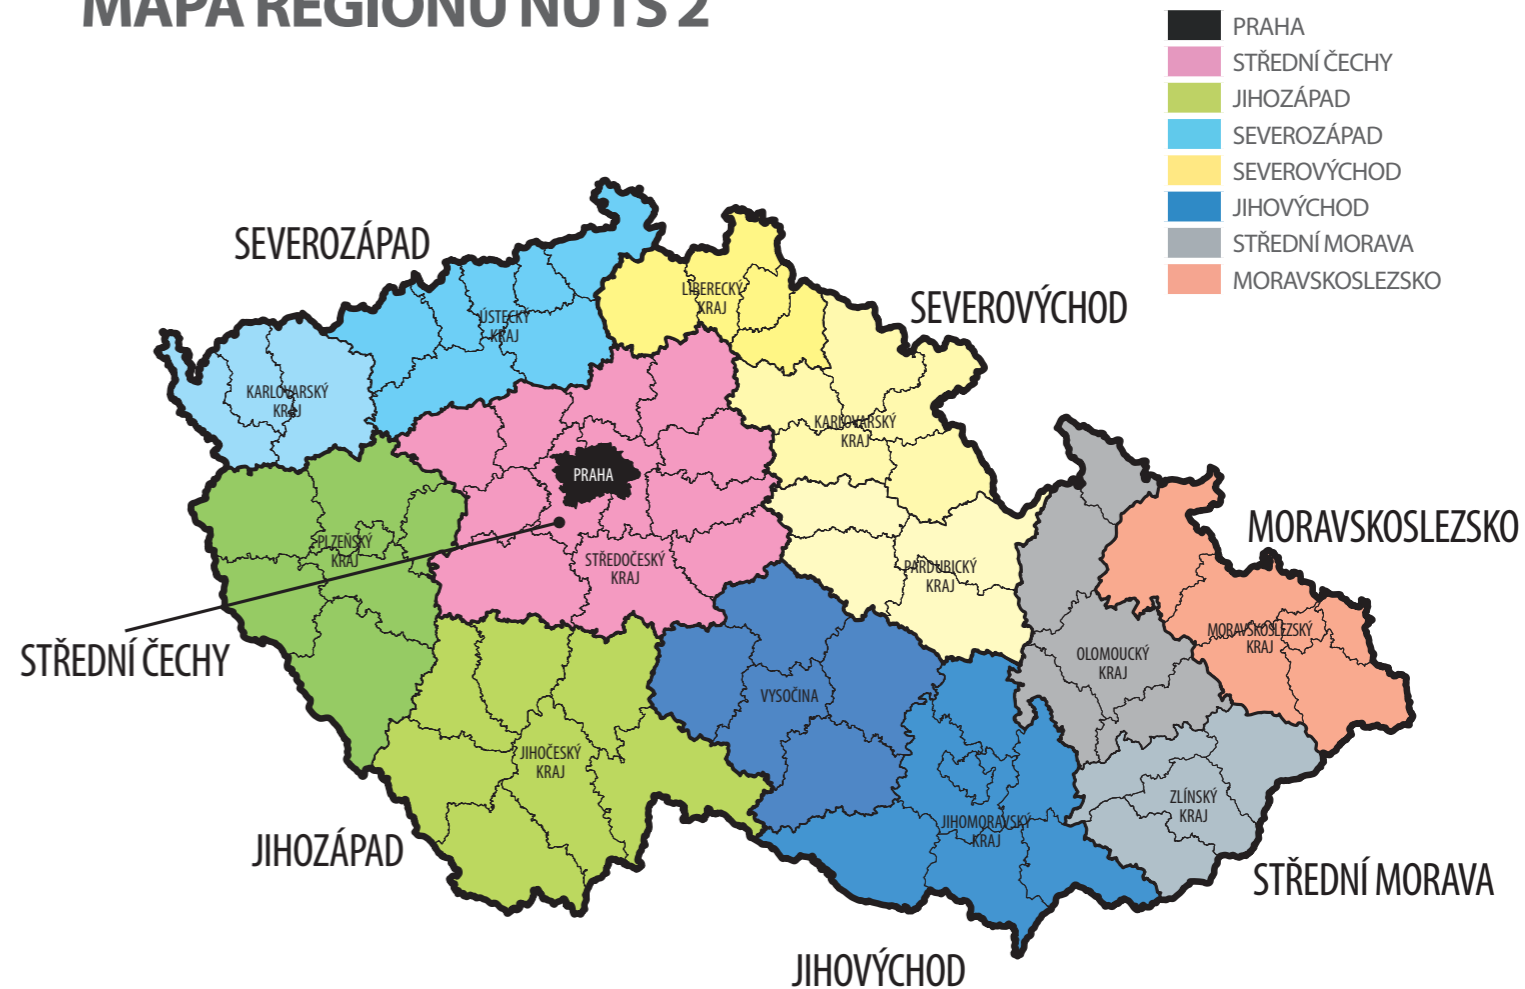 MAPA REGIONŮ NUTS 2
PRAHA
STŘEDNÍ ČECHY
JIHOZÁPAD
SEVEROZÁPAD
SEVEROVÝCHOD
JIHOVÝCHOD
STŘEDNÍ MORAVA
MORAVSKOSLEZSKO
SEVEROZÁPAD
SEVEROVÝCHOD
LIBERECKÝ
KRAJ
ÚSTECKÝ
KRAJ
KARLOVARSKÝ
KRAJ
KARLOVARSKÝ
KRAJ
PRAHA
MORAVSKOSLEZSKO
PLZEŇSKÝ
KRAJ
STŘEDOČESKÝ
KRAJ
PARDUBICKÝ
KRAJ
STŘEDNÍ ČECHY
MORAVSKOSLEZSKÝ
KRAJ
OLOMOUCKÝ
KRAJ
VYSOČINA
JIHOČESKÝ
KRAJ
ZLÍNSKÝ
KRAJ
JIHOMORAVSKÝ
KRAJ
JIHOZÁPAD
STŘEDNÍ MORAVA
JIHOVÝCHOD